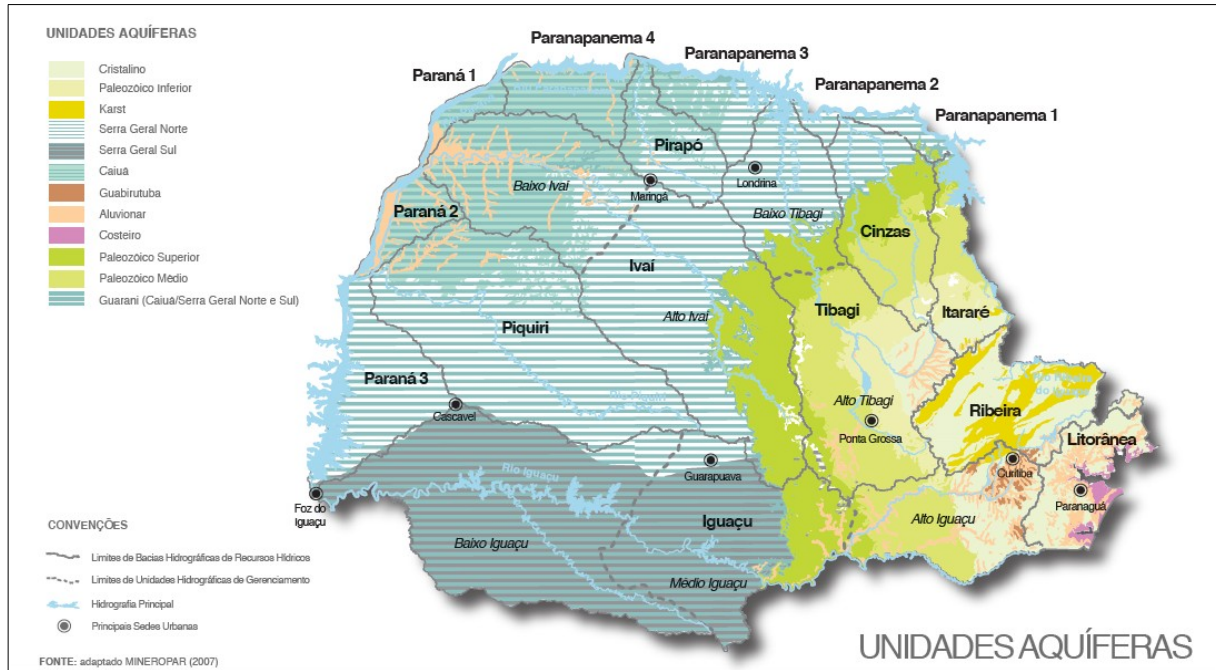 UNIDADES AQUÍFERAS
Cristalino
Paleozóico Inferior
Karst
Serra Geral Norte
Serra Geral Sul
Caiuá
Guabirutuba
Aluvionar
Costeiro
Paleozóico Superior
Paleozóico Médio
Guarani (Caiuá/Serra Geral Norte e Sul)
Paranapanema 4
Paraná 1
Paranapanema 3
Paranapanema 2
Paranapanema 1
Pirapó
Londrina
Maringá
Baixo Ivaí
Paraná 2
Baixo Tibagi
Cinzas
Ivaí
Alto Ivaí
Tibagi
Itararé
Piquiri
Paraná 3
Rio Piquiri
Cascavel
Alto Tibagi
Ponta Grossa
Ribeira
Litorânea
Guarapuava
Curitiba
Paranaguá
Rio Iguaçu
Foz do
Iguaçu
Iguaçu
Alto Iguaçu
Baixo Iguaçu
Médio Iguaçu
CONVENÇÕES
Limites de Bacias Hidrográficas de Recursos Hídricos
Limites de Unidades Hidrográficas de Gerenciamento
Hidrografia Principal
Principais Sedes Urbanas
FONTE: adaptado MINEROPAR (2007)
UNIDADES AQUÍFERAS